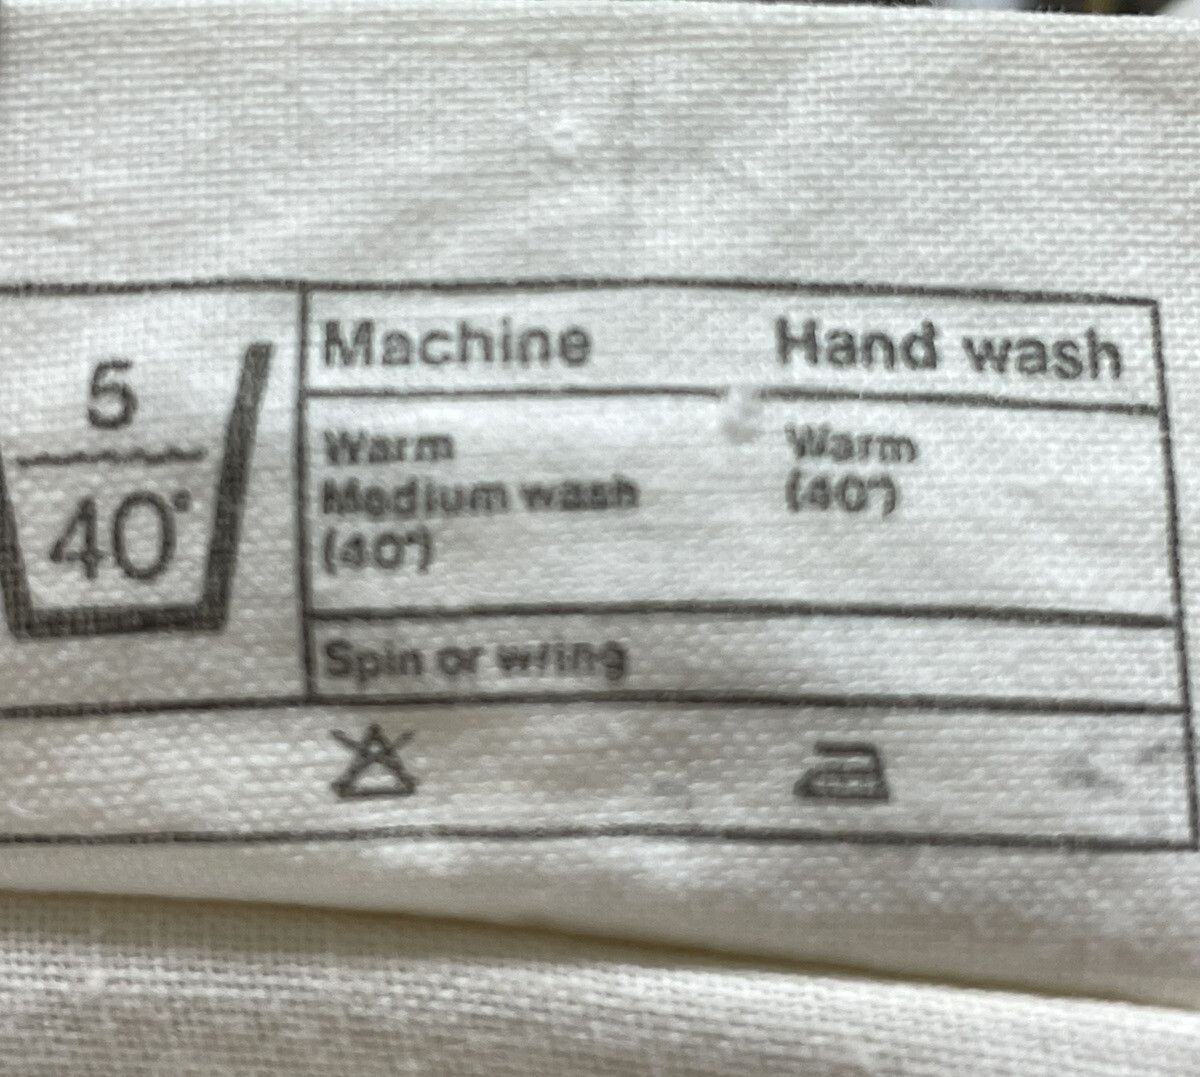 5
40°
Machine Hand wash
Warm Warm
Medium wash (40°)
(40°)
Spin or wring